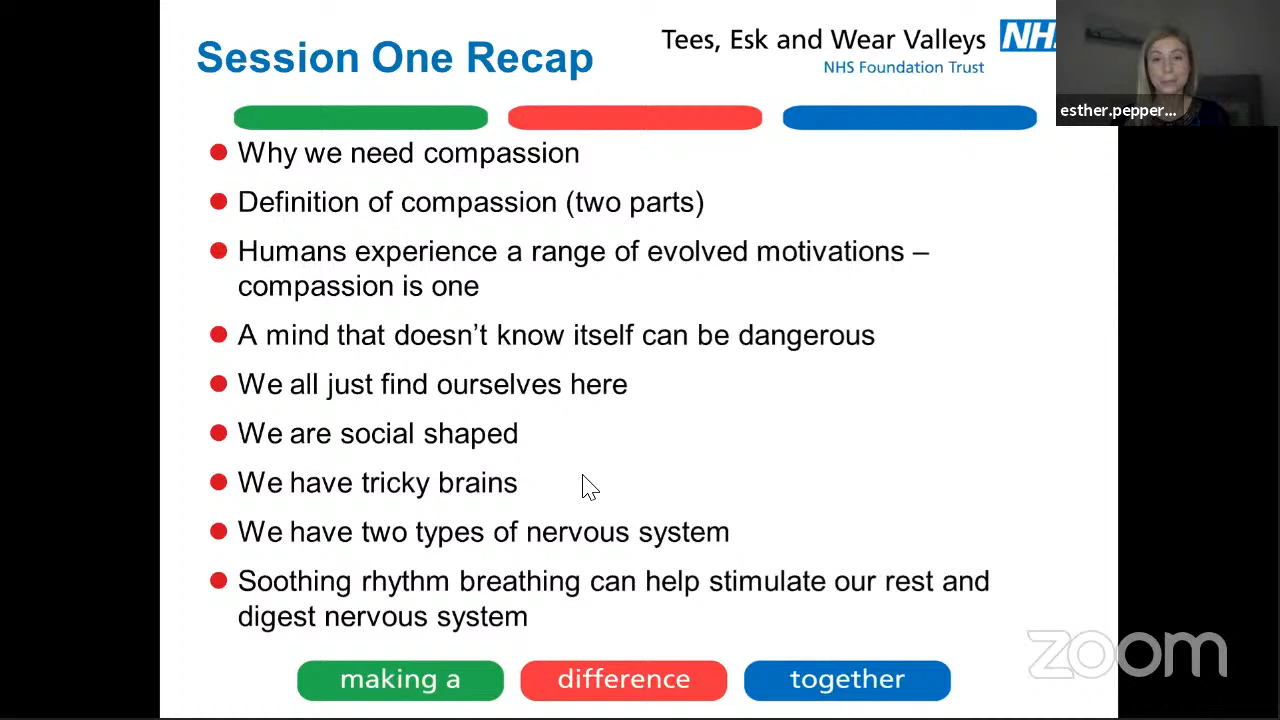 Session One Recap
Tees, Esk and Wear Valleys
NHS Foundation Trust
esther.pepper...
Why we need compassion
Definition of compassion (two parts)
Humans experience a range of evolved motivations –
compassion is one
A mind that doesn't know itself can be dangerous
We all just find ourselves here
We are social shaped
We have tricky brains
We have two types of nervous system
Soothing rhythm breathing can help stimulate our rest and
digest nervous system
making a difference together
zoom